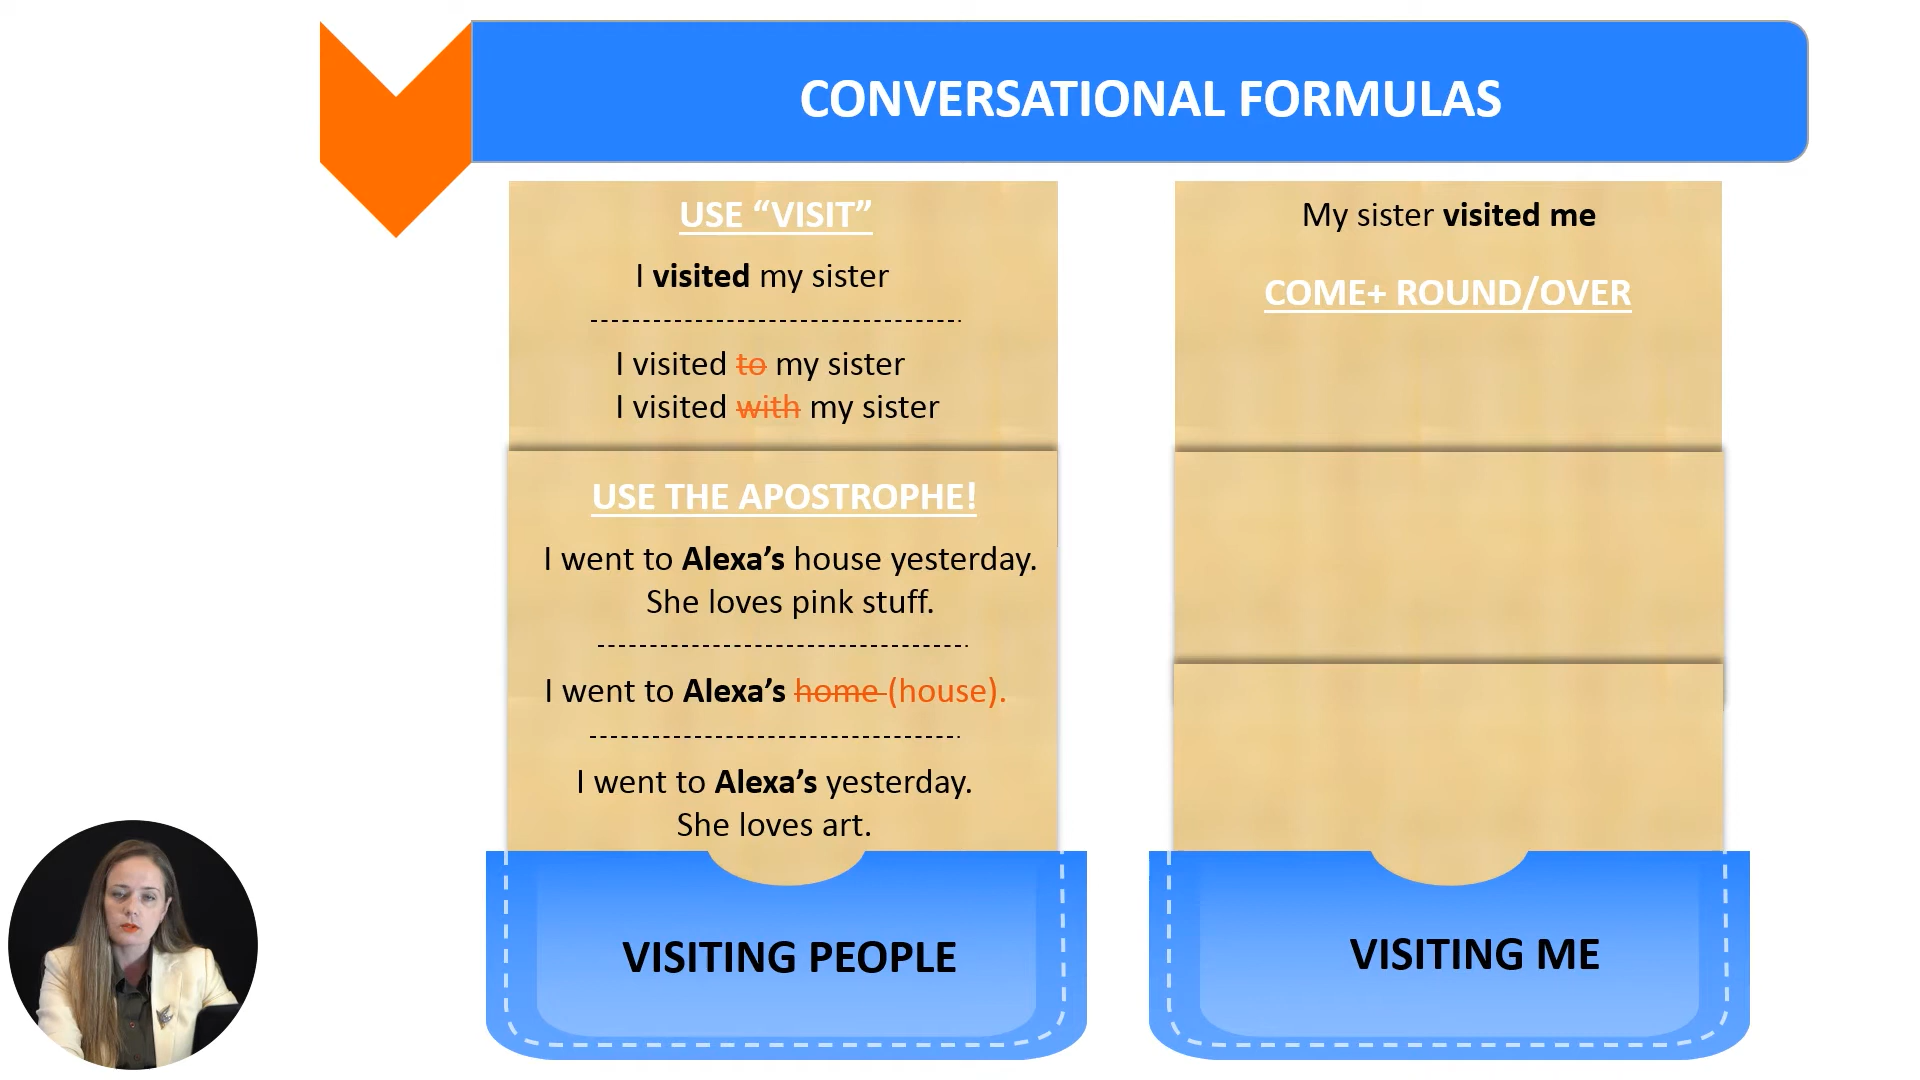 CONVERSATIONAL FORMULAS
USE “VISIT”
I visited my sister
I visited to my sister
I visited with my sister
USE THE APOSTROPHE!
I went to Alexa’s house yesterday.
She loves pink stuff.
I went to Alexa’s home (house).
I went to Alexa’s yesterday.
She loves art.
VISITING PEOPLE
My sister visited me
COME+ ROUND/OVER
VISITING ME